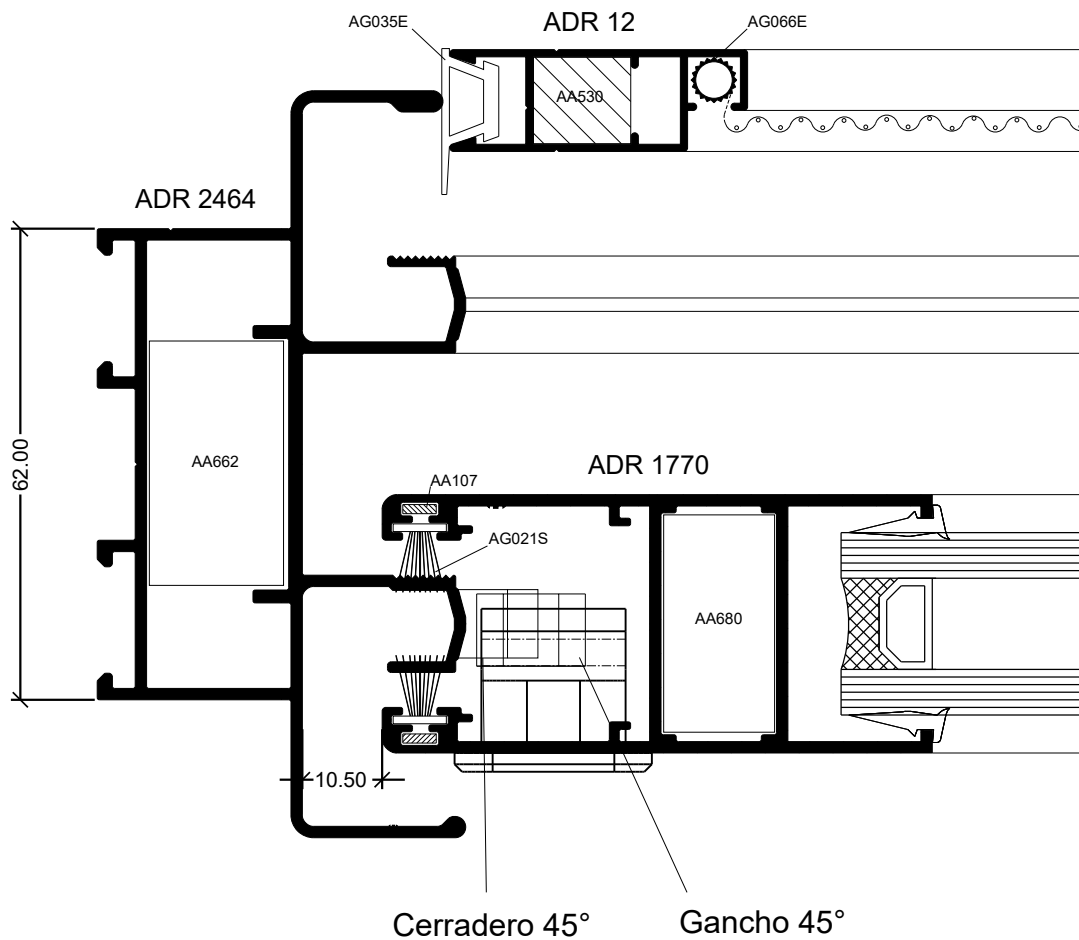 AG035E
ADR 12
AG066E
AA530
ADR 2464
62.00
AA662
ADR 1770
AA107
AG021S
AA680
10.50
Cerradero 45°
Gancho 45°